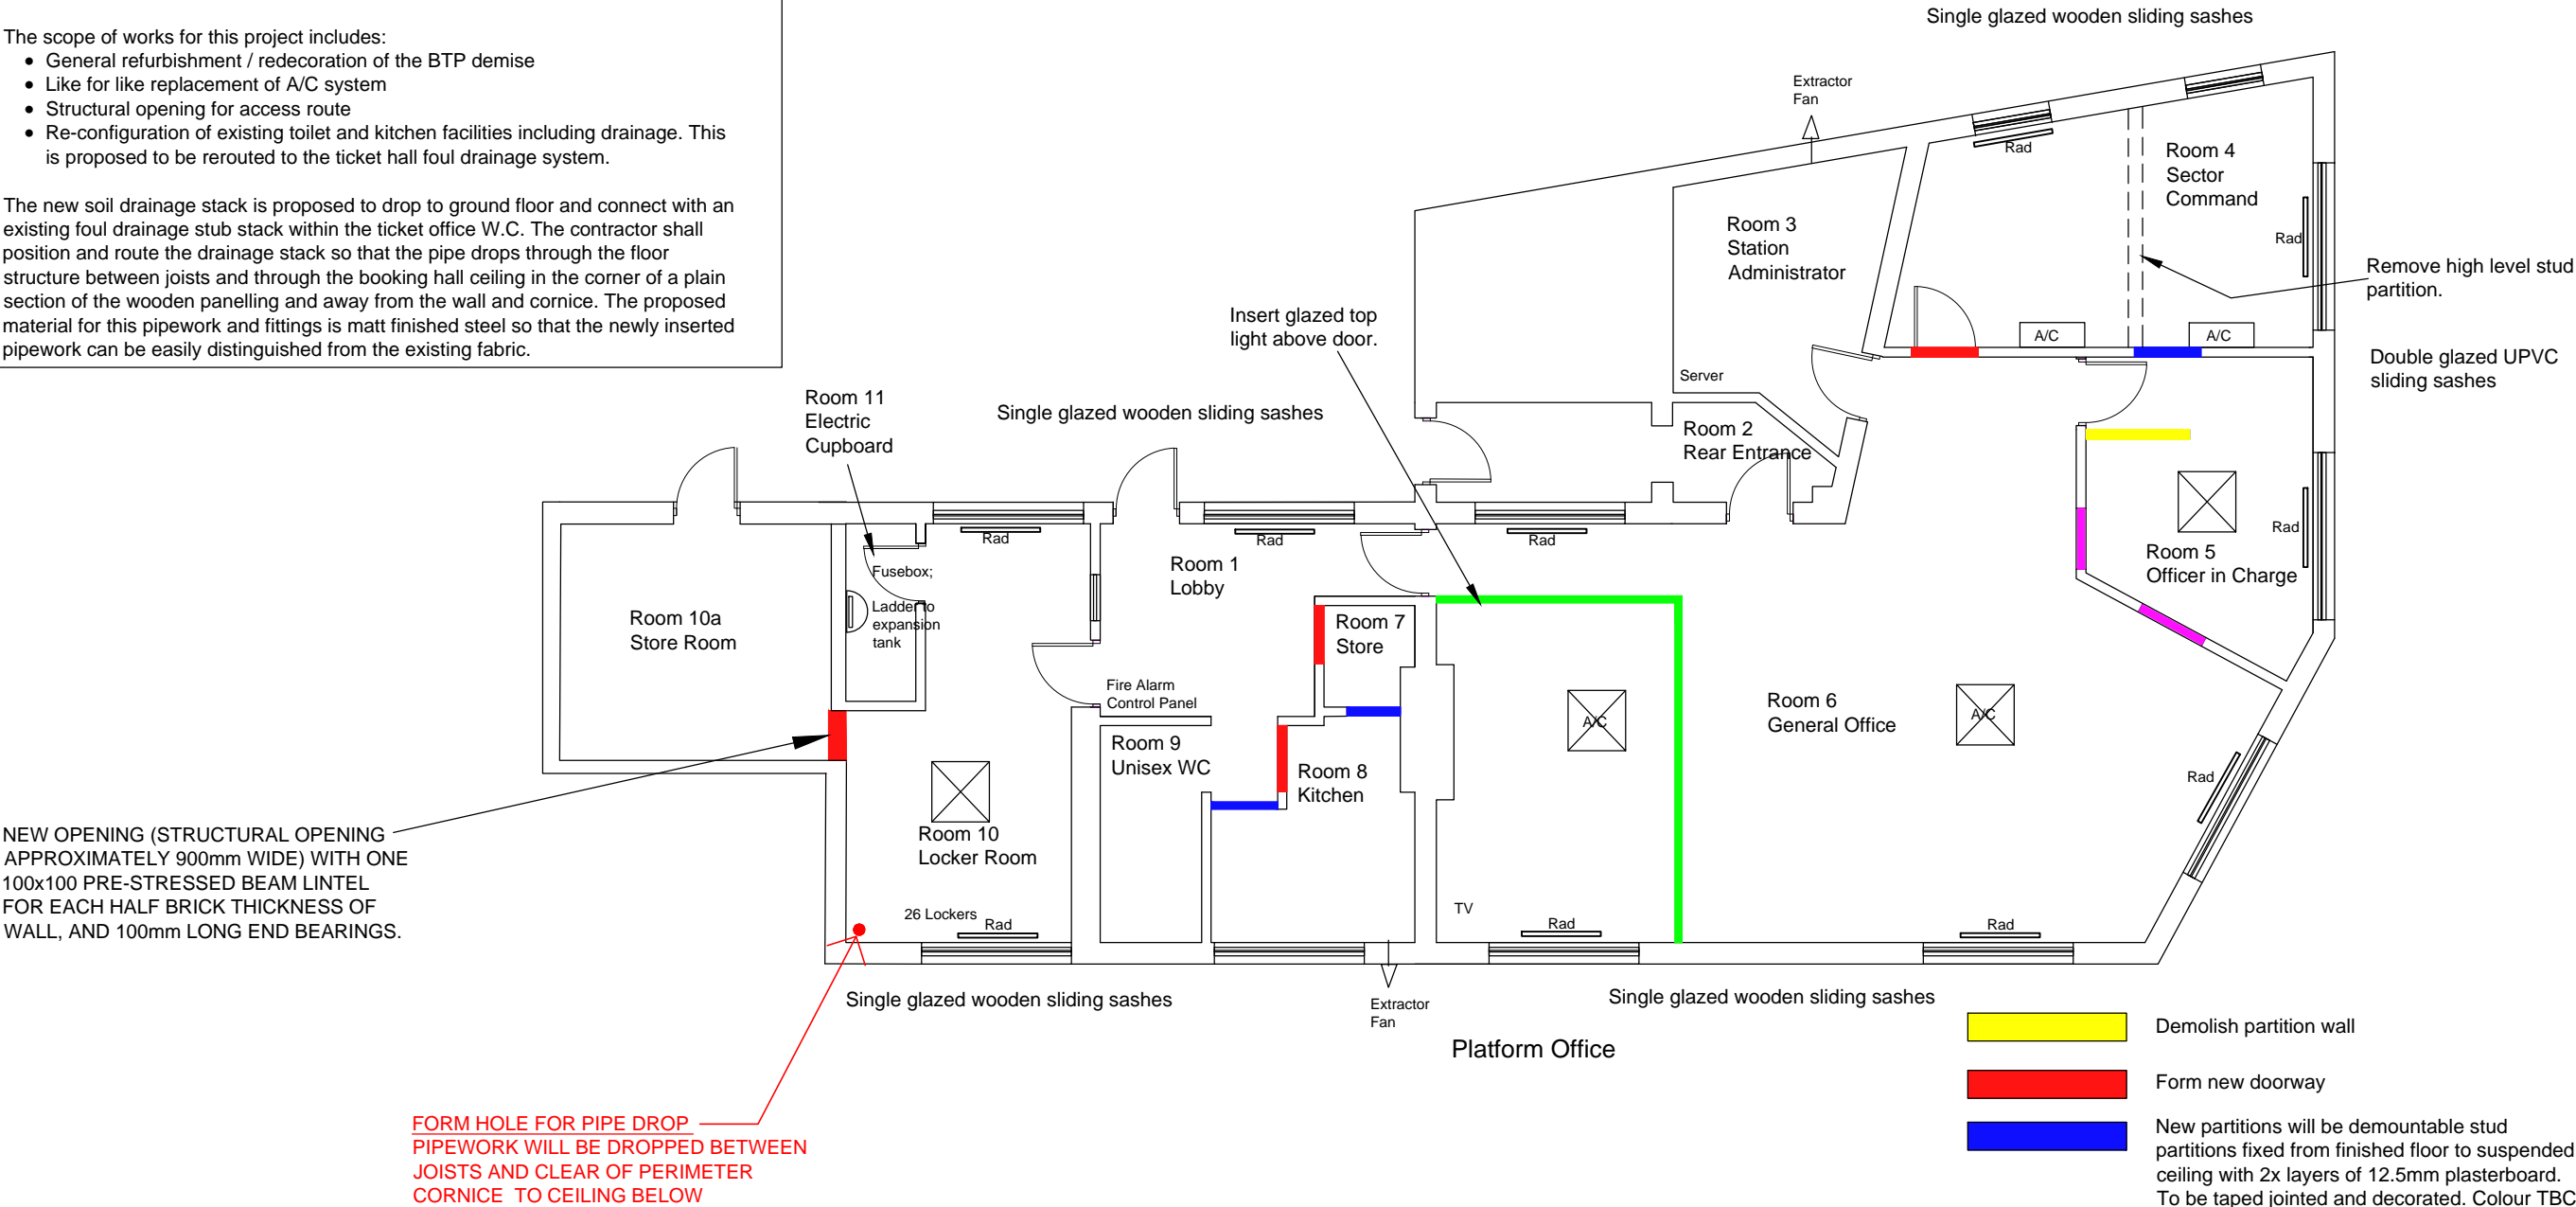 The scope of works for this project includes:
• General refurbishment / redecoration of the BTP demise
• Like for like replacement of A/C system
• Structural opening for access route
• Re-configuration of existing toilet and kitchen facilities including drainage. This
is proposed to be rerouted to the ticket hall foul drainage system.
The new soil drainage stack is proposed to drop to ground floor and connect with an
existing foul drainage stub stack within the ticket office W.C. The contractor shall
position and route the drainage stack so that the pipe drops through the floor
structure between joists and through the booking hall ceiling in the corner of a plain
section of the wooden panelling and away from the wall and cornice. The proposed
material for this pipework and fittings is matt finished steel so that the newly inserted
pipework can be easily distinguished from the existing fabric.
Single glazed wooden sliding sashes
Extractor
Fan
Rad
Room 4
Sector
Command
Rad
Room 3
Station
Administrator
Remove high level stud
partition.
Insert glazed top
light above door.
A/C
A/C
Double glazed UPVC
sliding sashes
Server
Room 11
Electric
Cupboard
Single glazed wooden sliding sashes
Room 2
Rear Entrance
Rad
Rad
Rad
Rad
Room 5
Officer in Charge
Fusebox;
Room 1
Lobby
Ladder to
expansion
tank
Room 10a
Store Room
Room 7
Store
Fire Alarm
Control Panel
Room 6
General Office
A/C
A/C
Room 9
Unisex WC
Room 8
Kitchen
Rad
NEW OPENING (STRUCTURAL OPENING
APPROXIMATELY 900mm WIDE) WITH ONE
100x100 PRE-STRESSED BEAM LINTEL
FOR EACH HALF BRICK THICKNESS OF
WALL, AND 100mm LONG END BEARINGS.
Room 10
Locker Room
26 Lockers
Rad
TV
Rad
Rad
Single glazed wooden sliding sashes
Extractor
Fan
Single glazed wooden sliding sashes
Platform Office
Demolish partition wall
Form new doorway
New partitions will be demountable stud
partitions fixed from finished floor to suspended
ceiling with 2x layers of 12.5mm plasterboard.
To be taped jointed and decorated. Colour TBC
FORM HOLE FOR PIPE DROP
PIPEWORK WILL BE DROPPED BETWEEN
JOISTS AND CLEAR OF PERIMETER
CORNICE TO CEILING BELOW